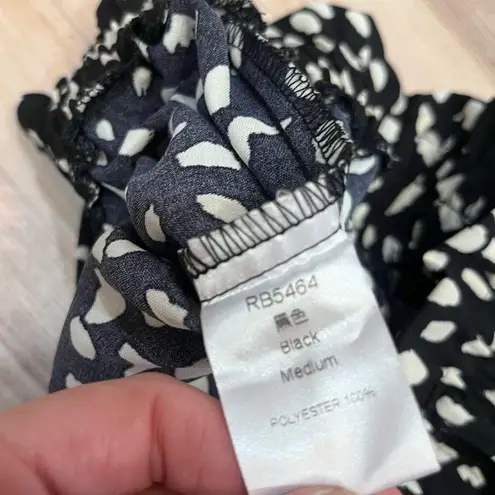 RB5464
黑色
Black
Medium
POLYESTER 100%